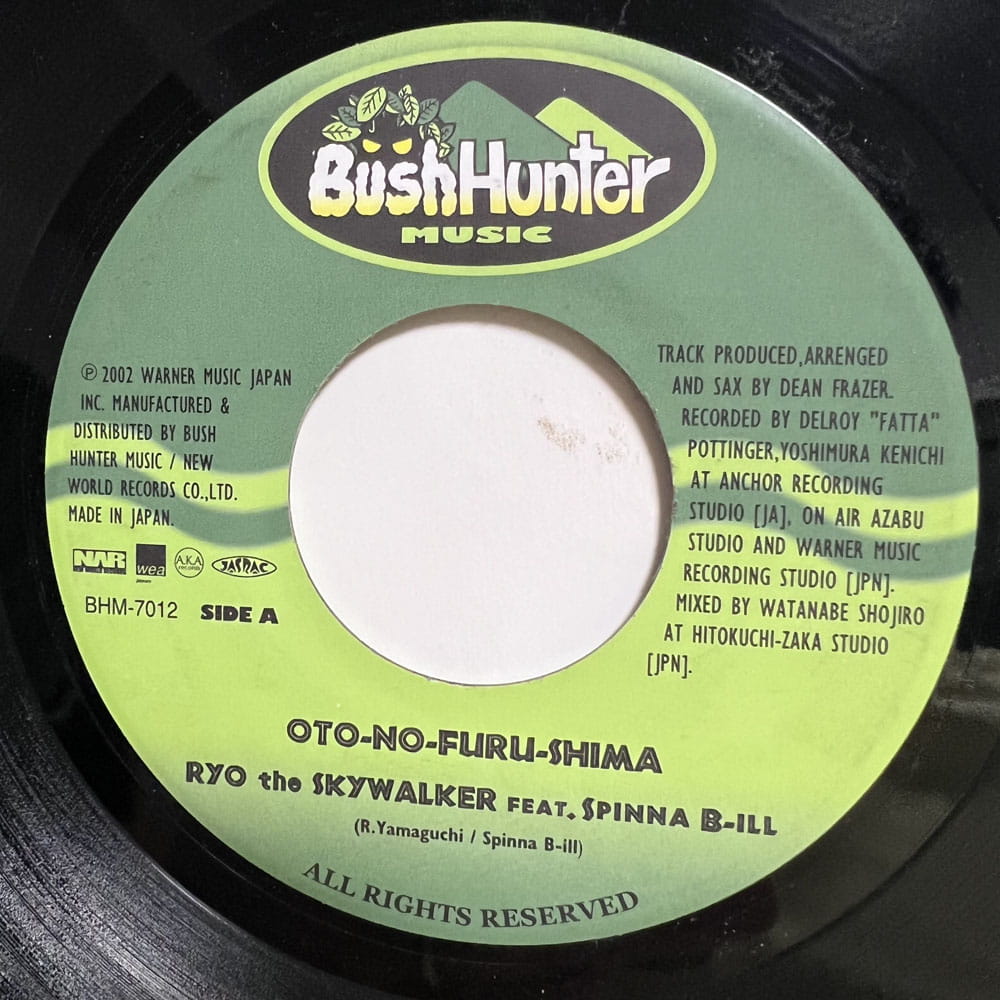 BushHunter
MUSIC
℗ 2002 WARNER MUSIC JAPAN
INC. MANUFACTURED &
DISTRIBUTED BY BUSH
HUNTER MUSIC / NEW
WORLD RECORDS CO.,LTD.
MADE IN JAPAN.
NAR
wea
A.K.A
records
JASRAC
BHM-7012 SIDE A
TRACK PRODUCED,ARRENGED
AND SAX BY DEAN FRAZER.
RECORDED BY DELROY "FATTA"
POTTINGER,YOSHIMURA KENICHI
AT ANCHOR RECORDING
STUDIO [JA], ON AIR AZABU
STUDIO AND WARNER MUSIC
RECORDING STUDIO [JPN].
MIXED BY WATANABE SHOJIRO
AT HITOKUCHI-ZAKA STUDIO
[JPN].
OTO-NO-FURU-SHIMA
RYO the SKYWALKER FEAT. SPINNA B-ILL
(R.Yamaguchi / Spinna B-ill)
ALL RIGHTS RESERVED